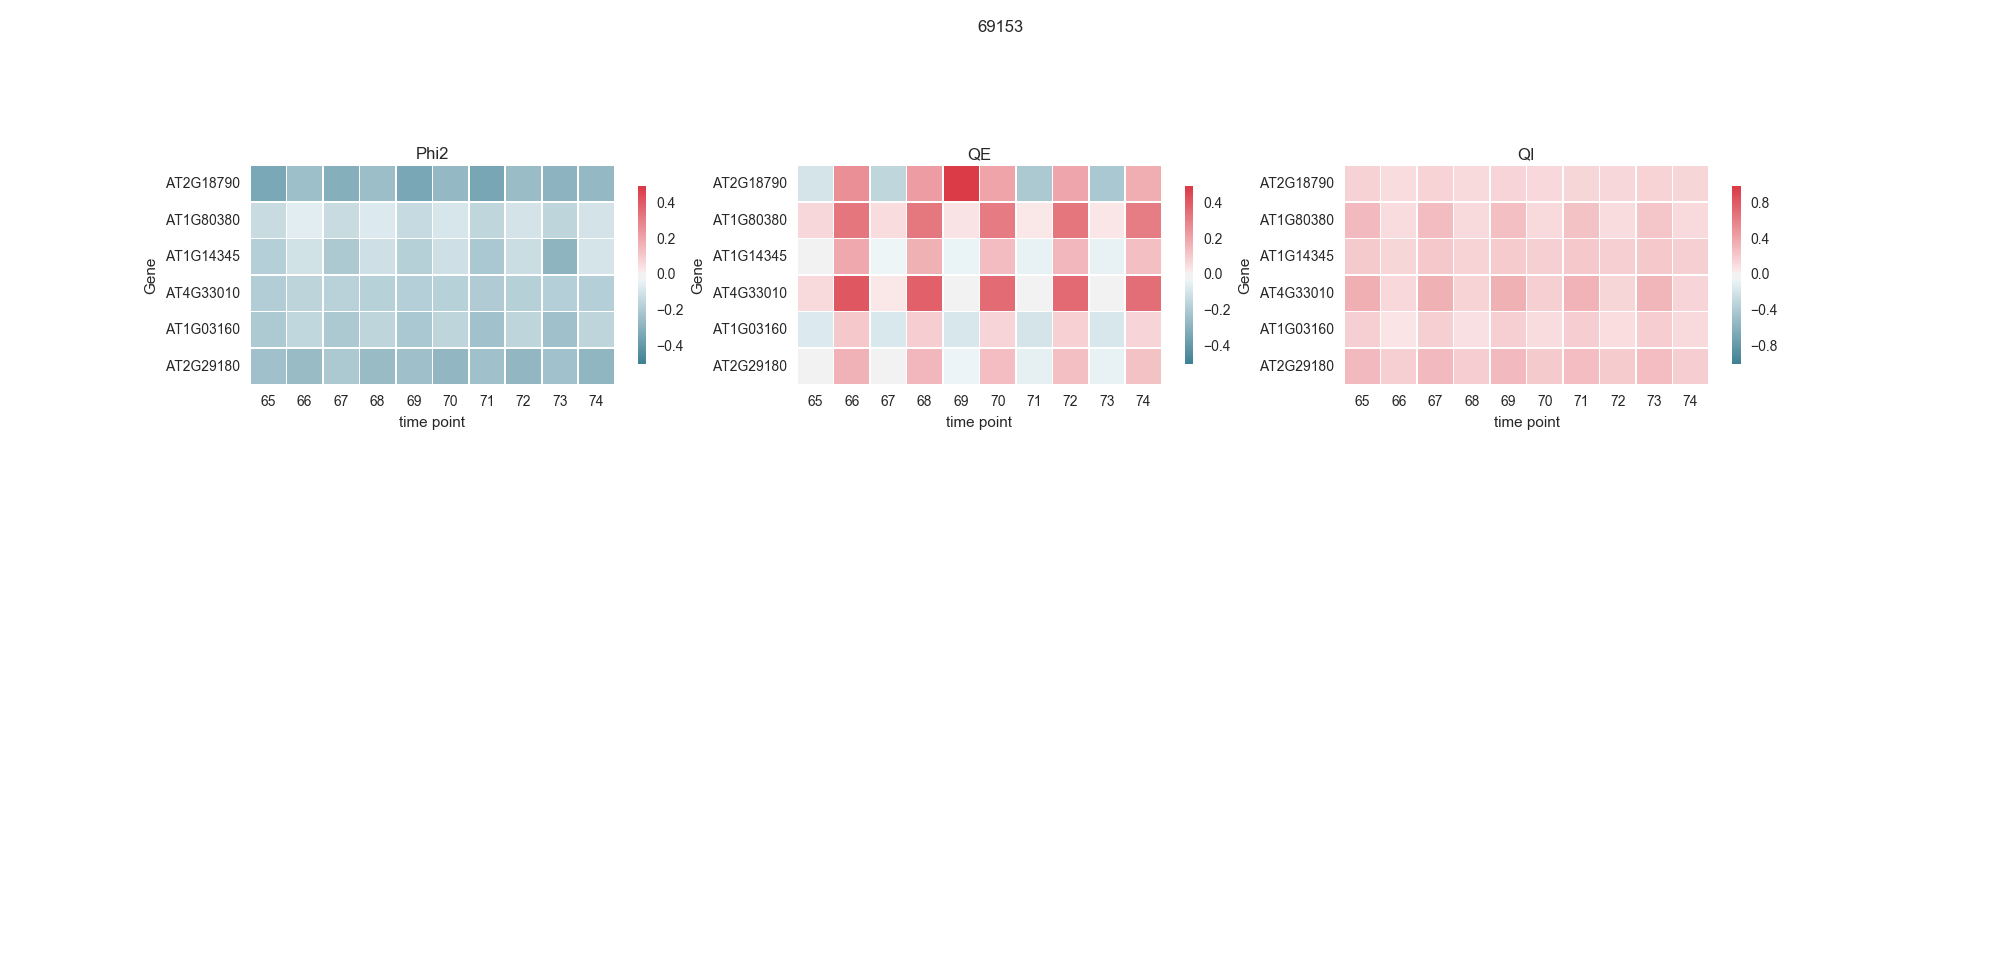 69153
Phi2
Gene
AT2G18790
AT1G80380
AT1G14345
AT4G33010
AT1G03160
AT2G29180
65 66 67 68 69 70 71 72 73 74
time point
0.4
0.2
0.0
−0.2
−0.4
QE
Gene
AT2G18790
AT1G80380
AT1G14345
AT4G33010
AT1G03160
AT2G29180
65 66 67 68 69 70 71 72 73 74
time point
0.4
0.2
0.0
−0.2
−0.4
QI
Gene
AT2G18790
AT1G80380
AT1G14345
AT4G33010
AT1G03160
AT2G29180
65 66 67 68 69 70 71 72 73 74
time point
0.8
0.4
0.0
−0.4
−0.8